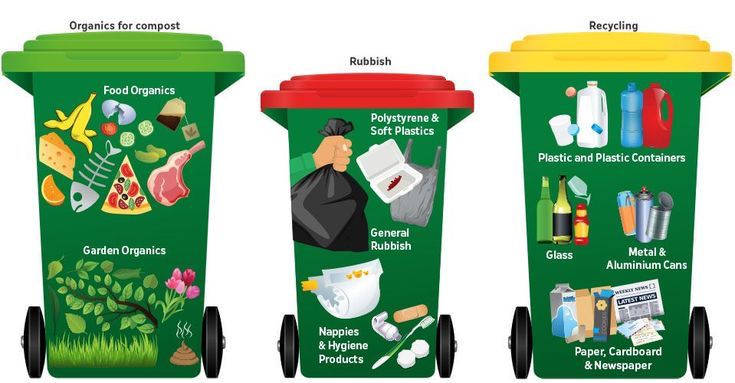 Organics for compost
Food Organics
Garden Organics
Rubbish
Polystyrene &
Soft Plastics
General
Rubbish
Nappies
& Hygiene
Products
Recycling
Plastic and Plastic Containers
Glass
Metal &
Aluminium Cans
WEEKLY NEWS
LATEST NEWS
Paper, Cardboard
& Newspaper